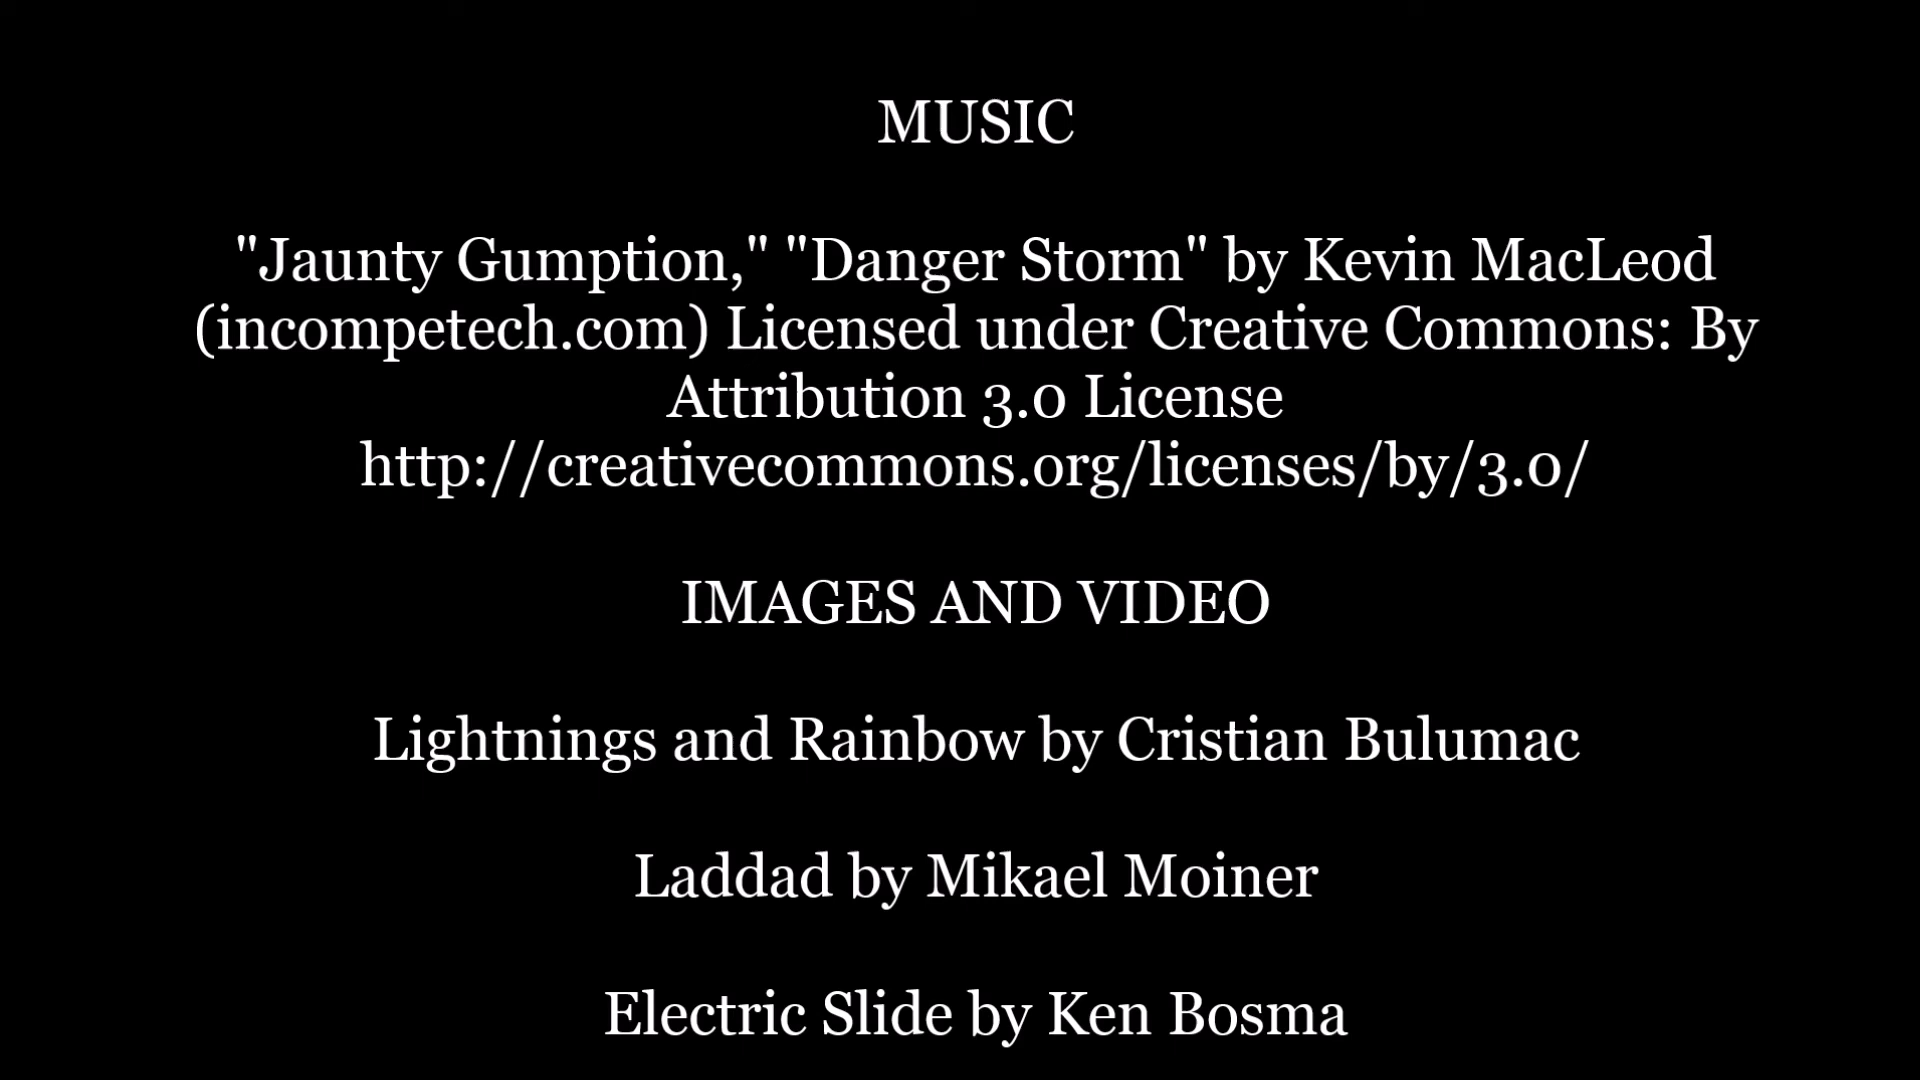 MUSIC
"Jaunty Gumption," "Danger Storm" by Kevin MacLeod
(incompetech.com) Licensed under Creative Commons: By
Attribution 3.0 License
http://creativecommons.org/licenses/by/3.0/
IMAGES AND VIDEO
Lightnings and Rainbow by Cristian Bulumac
Laddad by Mikael Moiner
Electric Slide by Ken Bosma